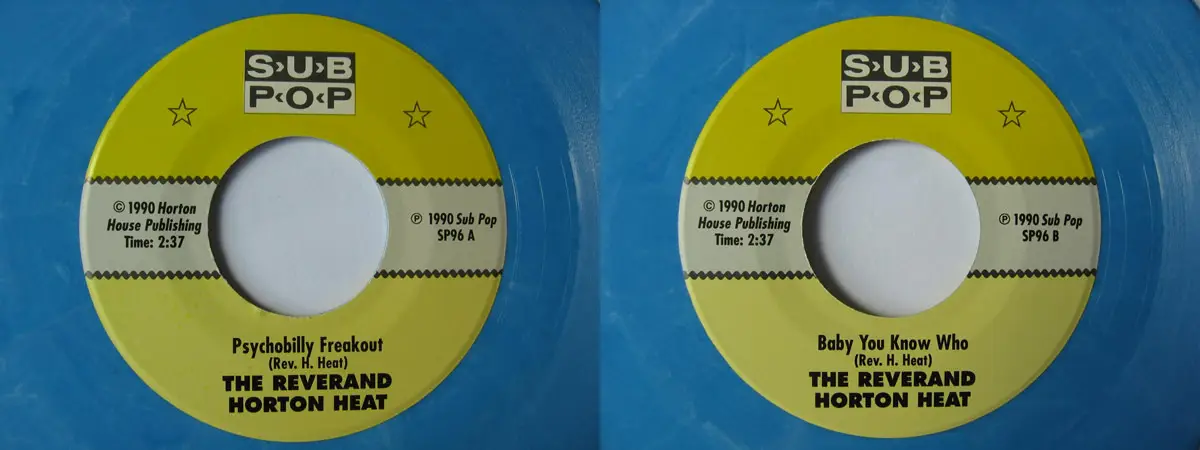 S›U›B
P‹O‹P
© 1990 Horton
House Publishing
Time: 2:37
℗ 1990 Sub Pop
SP96 A
Psychobilly Freakout
(Rev. H. Heat)
THE REVERAND
HORTON HEAT
S›U›B
P‹O‹P
© 1990 Horton
House Publishing
Time: 2:37
℗ 1990 Sub Pop
SP96 B
Baby You Know Who
(Rev. H. Heat)
THE REVERAND
HORTON HEAT